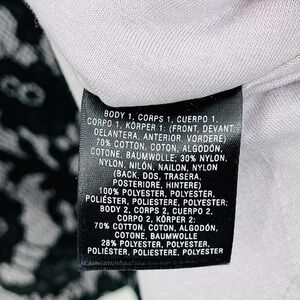 BODY 1, CORPS 1, CUERPO 1,
CORPO 1, KÖRPER 1: (FRONT, DEVANT,
DELANTERA, ANTERIOR, VORDERE)
70% COTTON, COTON, ALGODÓN,
COTONE, BAUMWOLLE; 30% NYLON,
NYLON, NILÓN, NAILON, NYLON
(BACK, DOS, TRASERA,
POSTERIORE, HINTERE)
100% POLYESTER, POLYESTER,
POLIÉSTER, POLIESTERE, POLYESTER;
BODY 2, CORPS 2, CUERPO 2,
CORPO 2, KÖRPER 2:
70% COTTON, COTON, ALGODÓN,
COTONE, BAUMWOLLE
28% POLYESTER, POLYESTER,
POLIÉSTER, POLIESTERE, POLYESTER